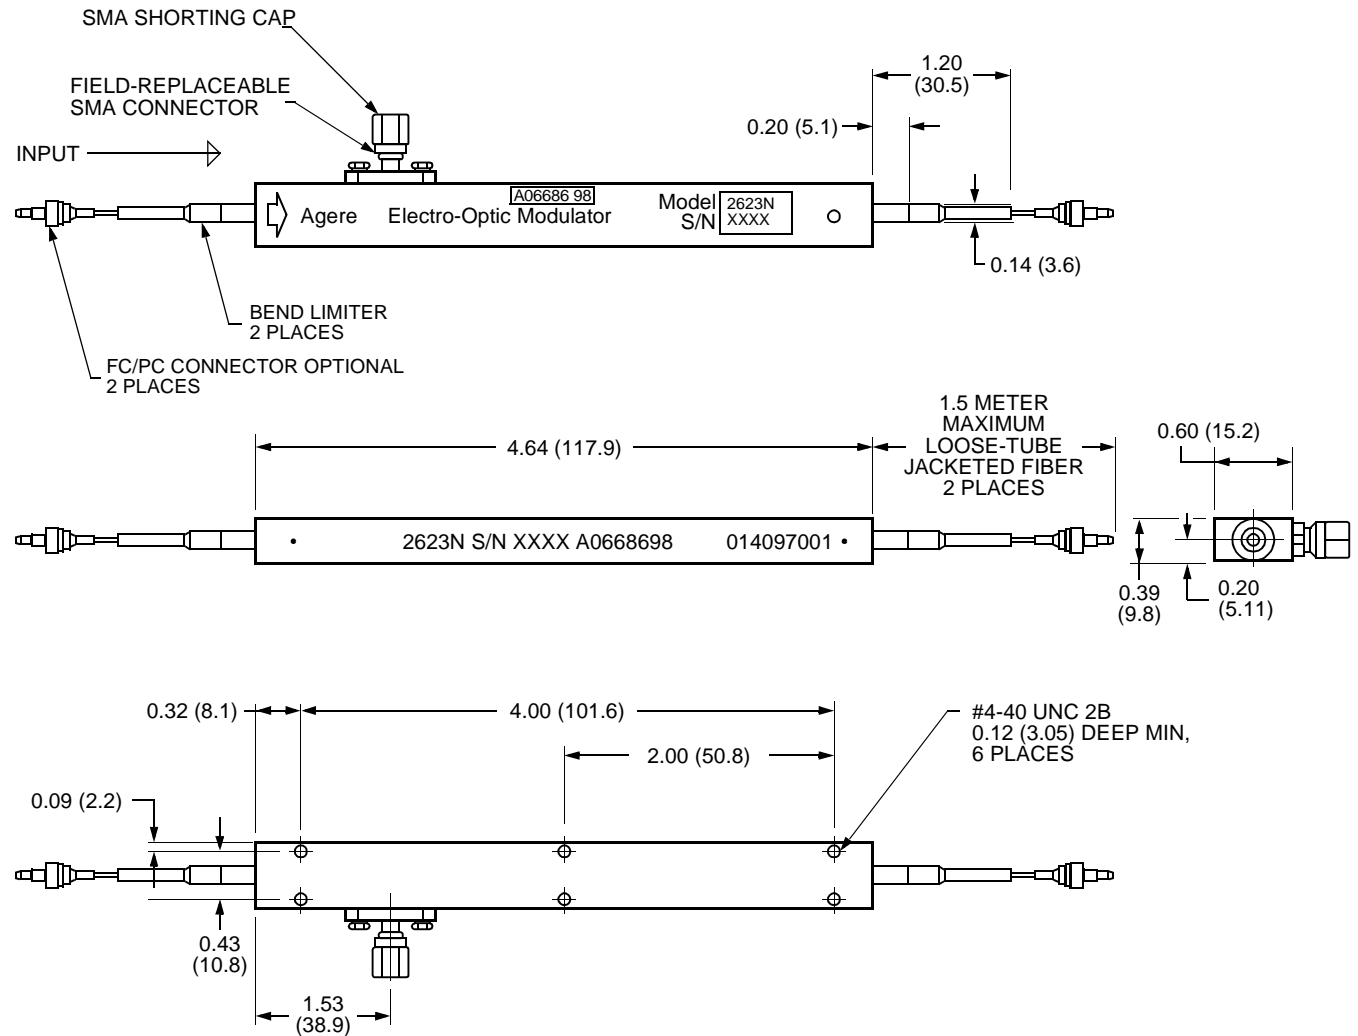 SMA SHORTING CAP
FIELD-REPLACEABLE
SMA CONNECTOR
INPUT
1.20
(30.5)
0.20 (5.1)
A06686 98
Agere Electro-Optic Modulator
Model
S/N
2623N
XXXX
0.14 (3.6)
BEND LIMITER
2 PLACES
FC/PC CONNECTOR OPTIONAL
2 PLACES
4.64 (117.9)
1.5 METER
MAXIMUM
LOOSE-TUBE
JACKETED FIBER
2 PLACES
0.60 (15.2)
2623N S/N XXXX A0668698 014097001
0.39
(9.8)
0.20
(5.11)
0.32 (8.1)
4.00 (101.6)
#4-40 UNC 2B
0.12 (3.05) DEEP MIN,
6 PLACES
2.00 (50.8)
0.09 (2.2)
0.43
(10.8)
1.53
(38.9)